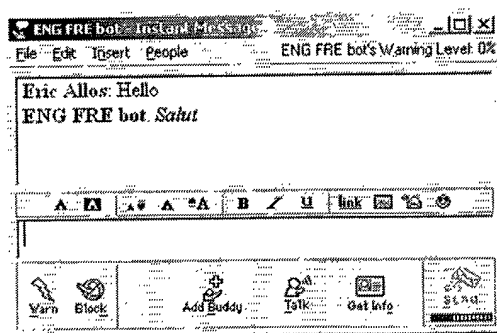 ENG FRE bot - Instant Message
File Edit Insert People ENG FRE bot's Warning Level: 0%
Eric Allos: Hello
ENG FRE bot: Salut
A A A A A B I U link
Warn Block Add Buddy Talk Get Info Send